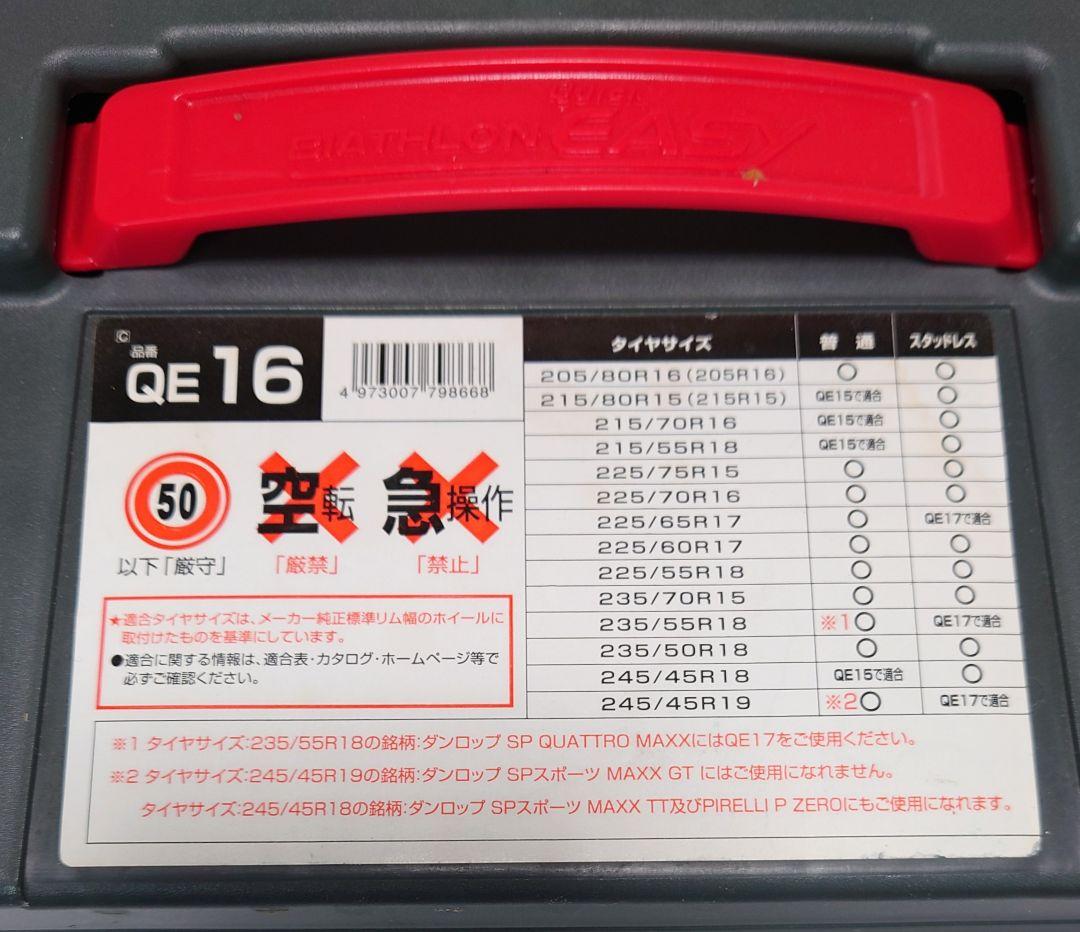 Quick
BIATHLON EASy
C
品番
QE 16
4 973007 798668
50
以下「厳守」
空転
「厳禁」
急操作
「禁止」
★適合タイヤサイズは、メーカー純正標準リム幅のホイールに
取付けたものを基準にしています。
●適合に関する情報は、適合表・カタログ・ホームページ等で
必ずご確認ください。
タイヤサイズ 普通 スタッドレス
205/80R16(205R16) ○ ○
215/80R15(215R15) QE15で適合 ○
215/70R16 QE15で適合 ○
215/55R18 QE15で適合 ○
225/75R15 ○ ○
225/70R16 ○ ○
225/65R17 ○ QE17で適合
225/60R17 ○ ○
225/55R18 ○ ○
235/70R15 ○ ○
235/55R18 ※1○ QE17で適合
235/50R18 ○ ○
245/45R18 QE15で適合 ○
245/45R19 ※2○ QE17で適合
※1 タイヤサイズ:235/55R18の銘柄:ダンロップ SP QUATTRO MAXXにはQE17をご使用ください。
※2 タイヤサイズ:245/45R19の銘柄:ダンロップ SPスポーツ MAXX GT にはご使用になれません。
タイヤサイズ:245/45R18の銘柄:ダンロップ SPスポーツ MAXX TT及びPIRELLI P ZEROにもご使用になれます。